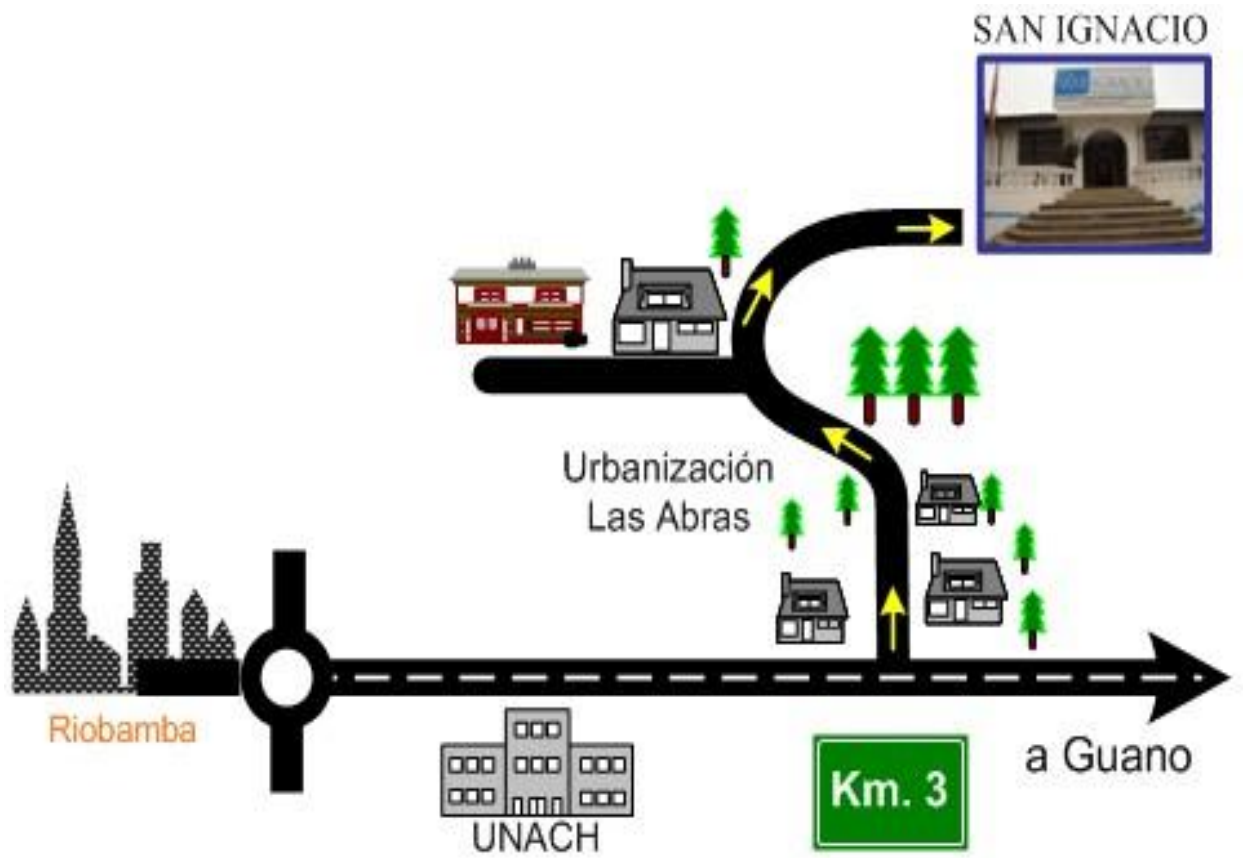 SAN IGNACIO
Urbanización
Las Abras
Riobamba
UNACH
Km. 3
a Guano